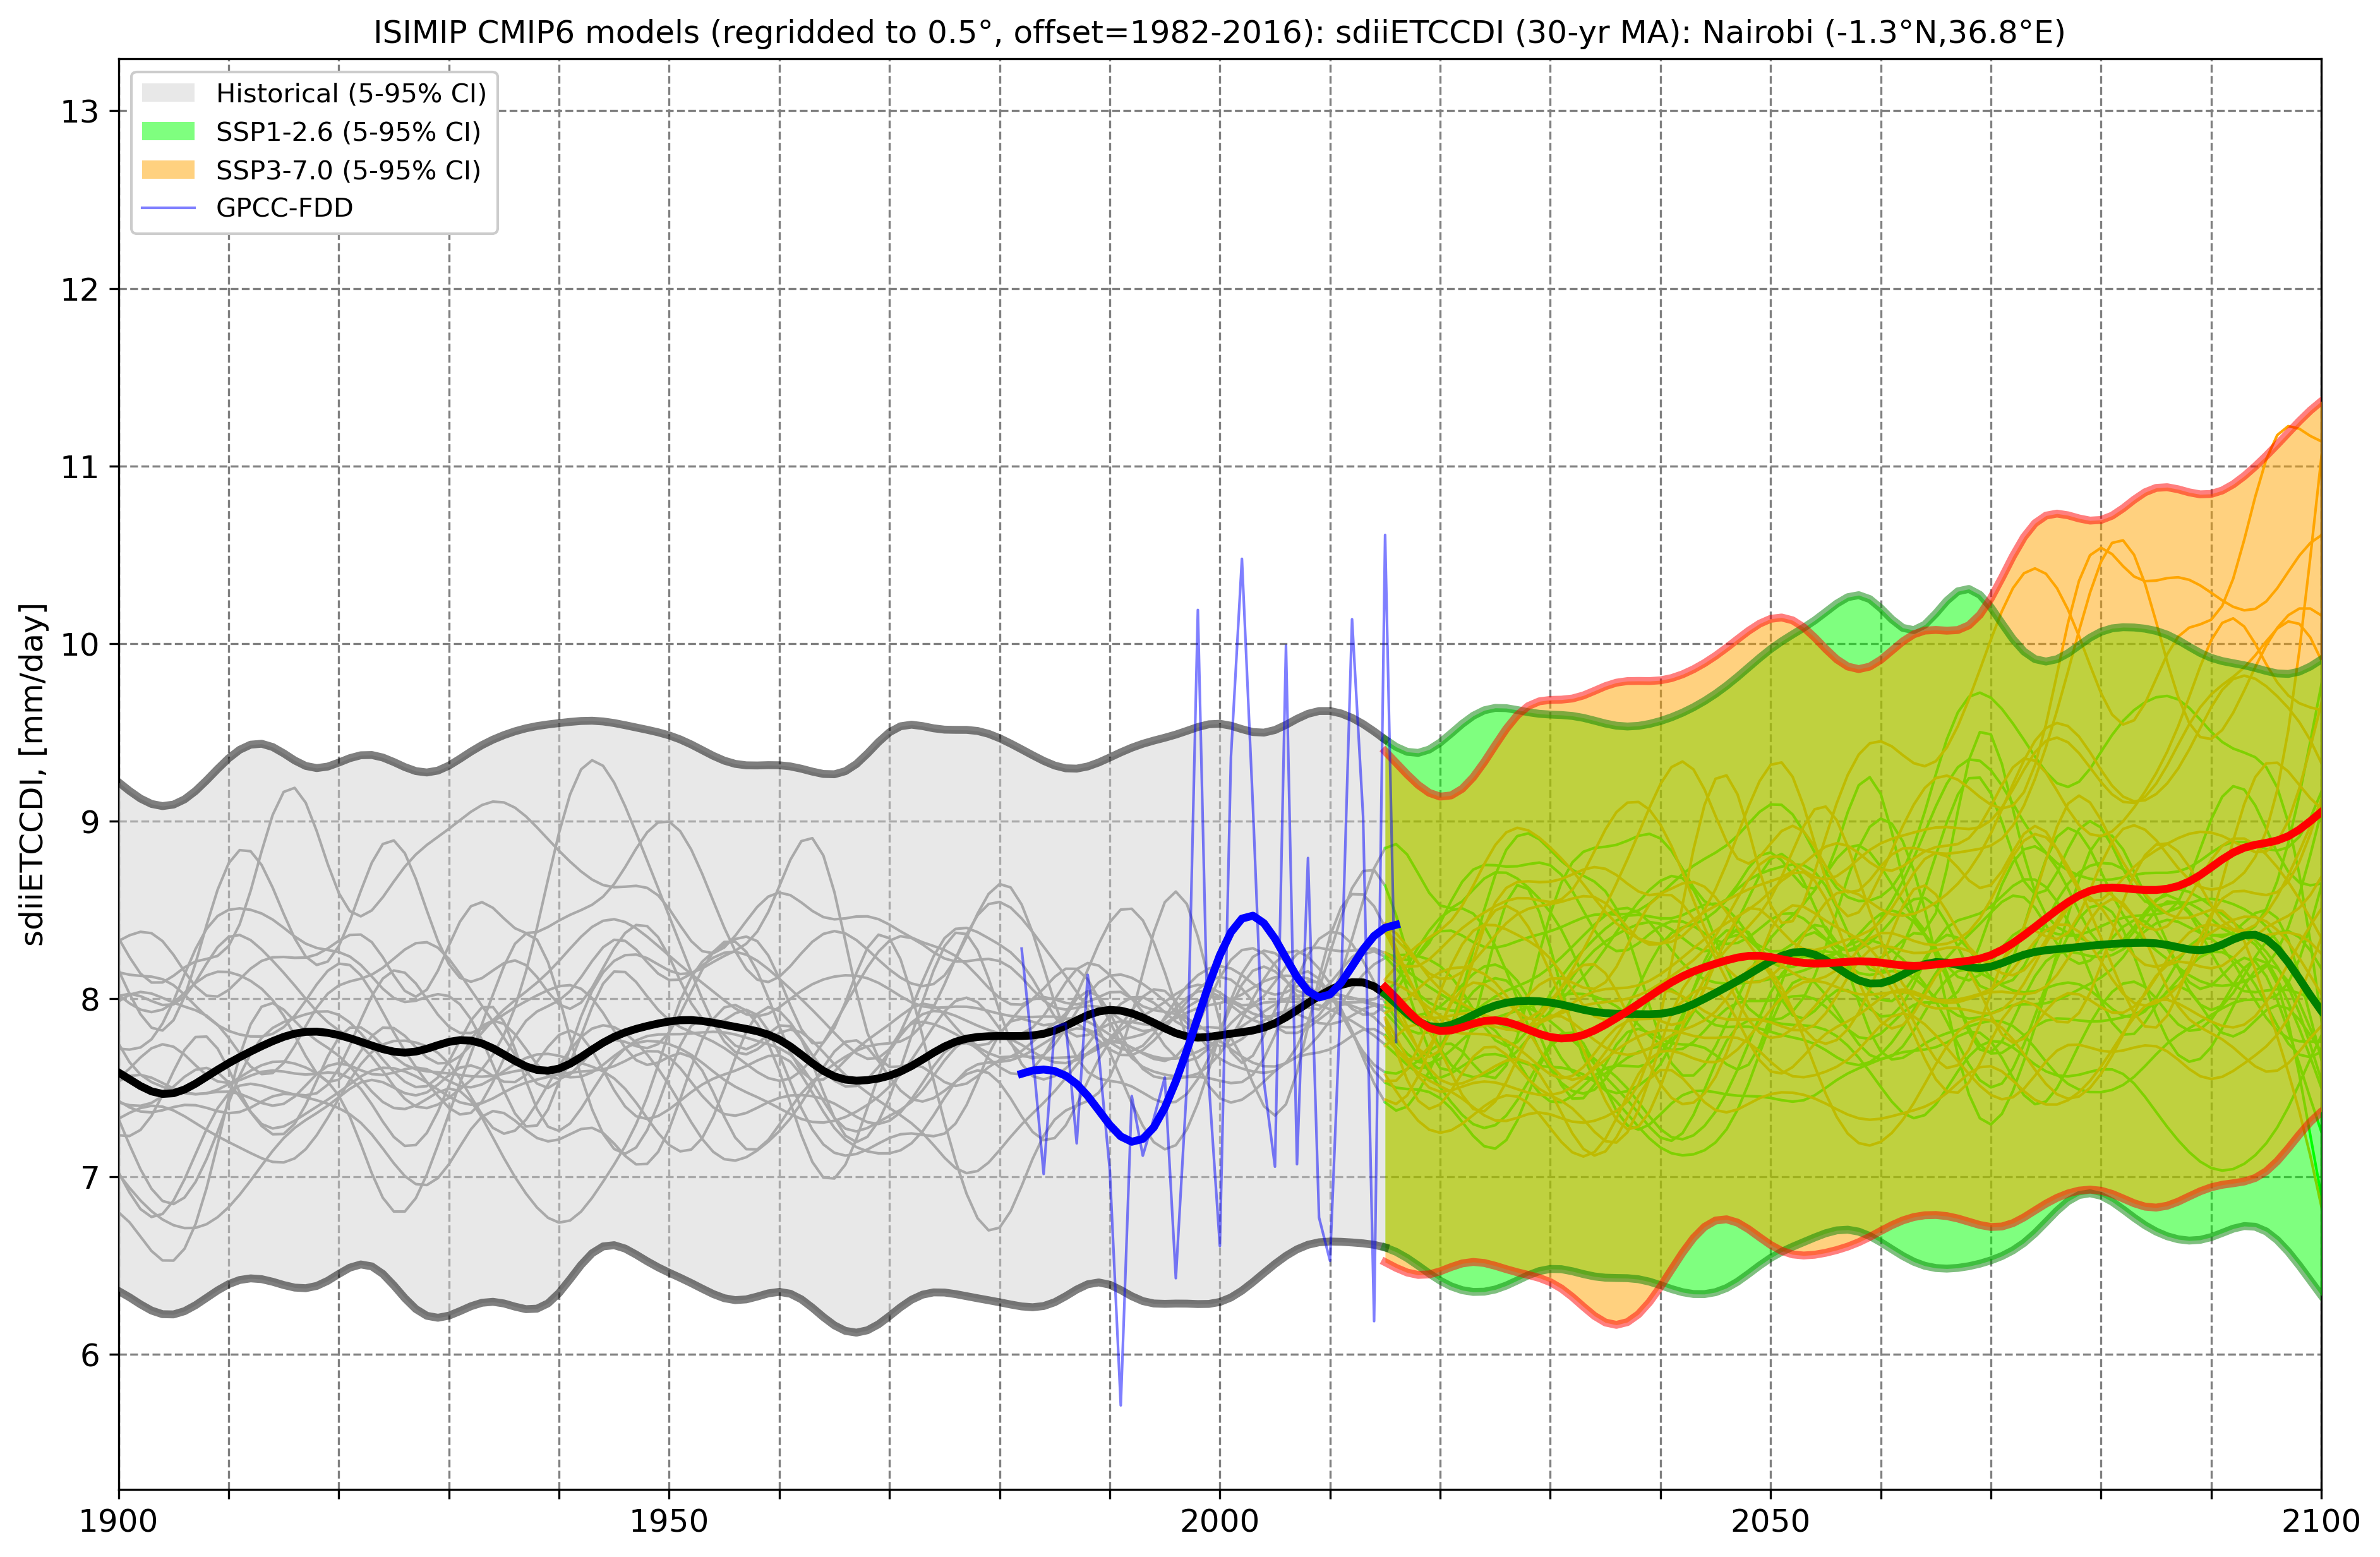 ISIMIP CMIP6 models (regridded to 0.5°, offset=1982-2016): sdiiETCCDI (30-yr MA): Nairobi (-1.3°N,36.8°E)
Historical (5-95% CI)
SSP1-2.6 (5-95% CI)
SSP3-7.0 (5-95% CI)
GPCC-FDD
sdiiETCCDI, [mm/day]
13
12
11
10
9
8
7
6
1900
1950
2000
2050
2100